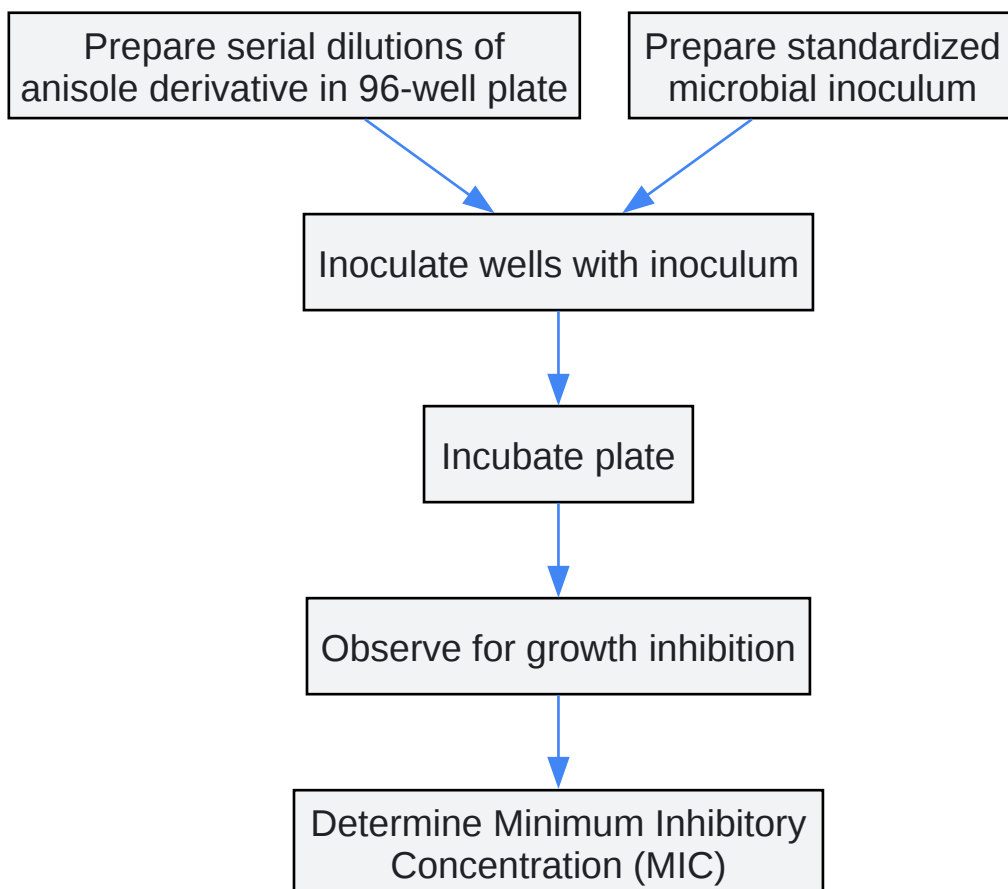 Prepare serial dilutions of
anisole derivative in 96-well plate
Prepare standardized
microbial inoculum
Inoculate wells with inoculum
Incubate plate
Observe for growth inhibition
Determine Minimum Inhibitory
Concentration (MIC)